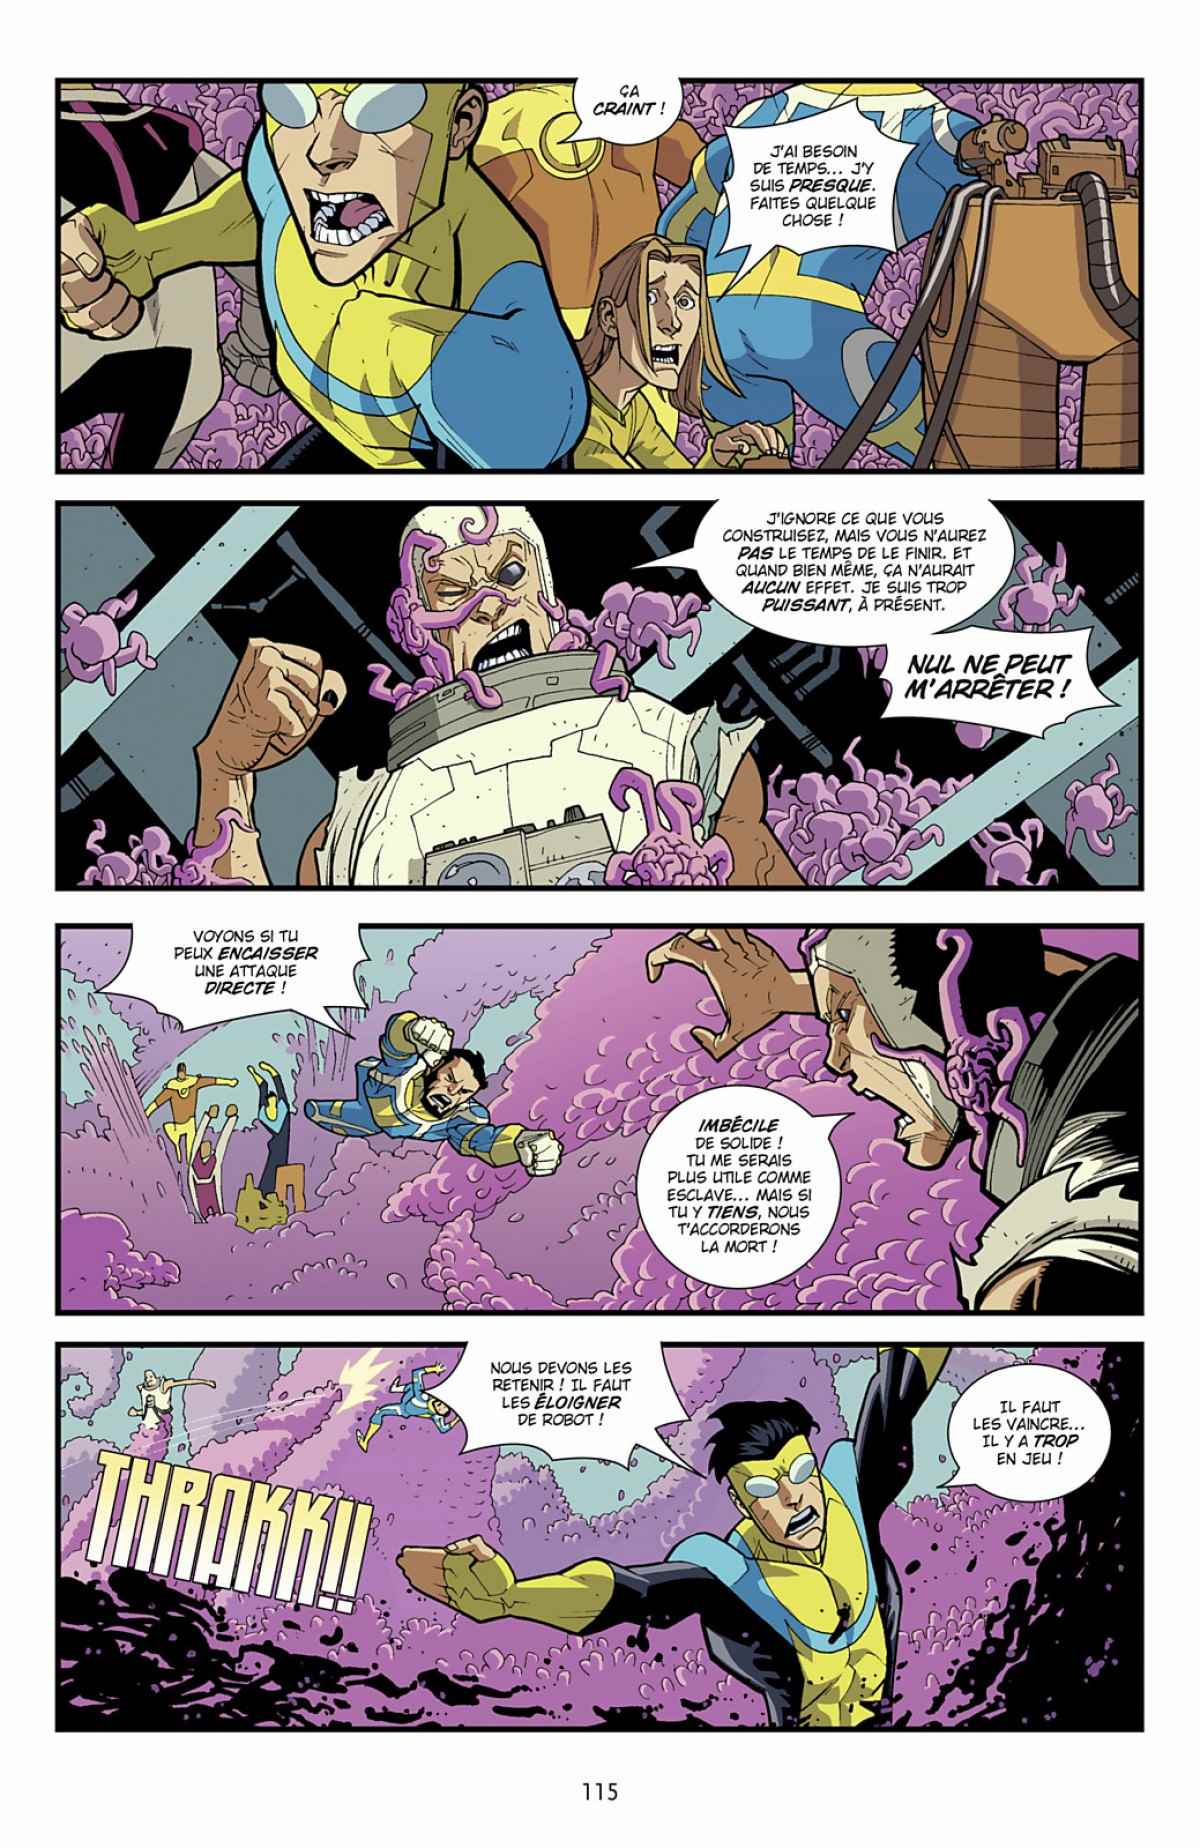 ÇA
CRAINT !
J'AI BESOIN
DE TEMPS... J'Y
SUIS PRESQUE.
FAITES QUELQUE
CHOSE !
J'IGNORE CE QUE VOUS
CONSTRUISEZ, MAIS VOUS N'AUREZ
PAS LE TEMPS DE LE FINIR. ET
QUAND BIEN MÊME, ÇA N'AURAIT
AUCUN EFFET. JE SUIS TROP
PUISSANT, À PRÉSENT.
NUL NE PEUT
M'ARRÊTER !
VOYONS SI TU
PEUX ENCAISSER
UNE ATTAQUE
DIRECTE !
IMBÉCILE
DE SOLIDE !
TU ME SERAIS
PLUS UTILE COMME
ESCLAVE... MAIS SI
TU Y TIENS, NOUS
T'ACCORDERONS
LA MORT !
NOUS DEVONS LES
RETENIR ! IL FAUT
LES ÉLOIGNER
DE ROBOT !
IL FAUT
LES VAINCRE...
IL Y A TROP
EN JEU !
THRAKK!!
115